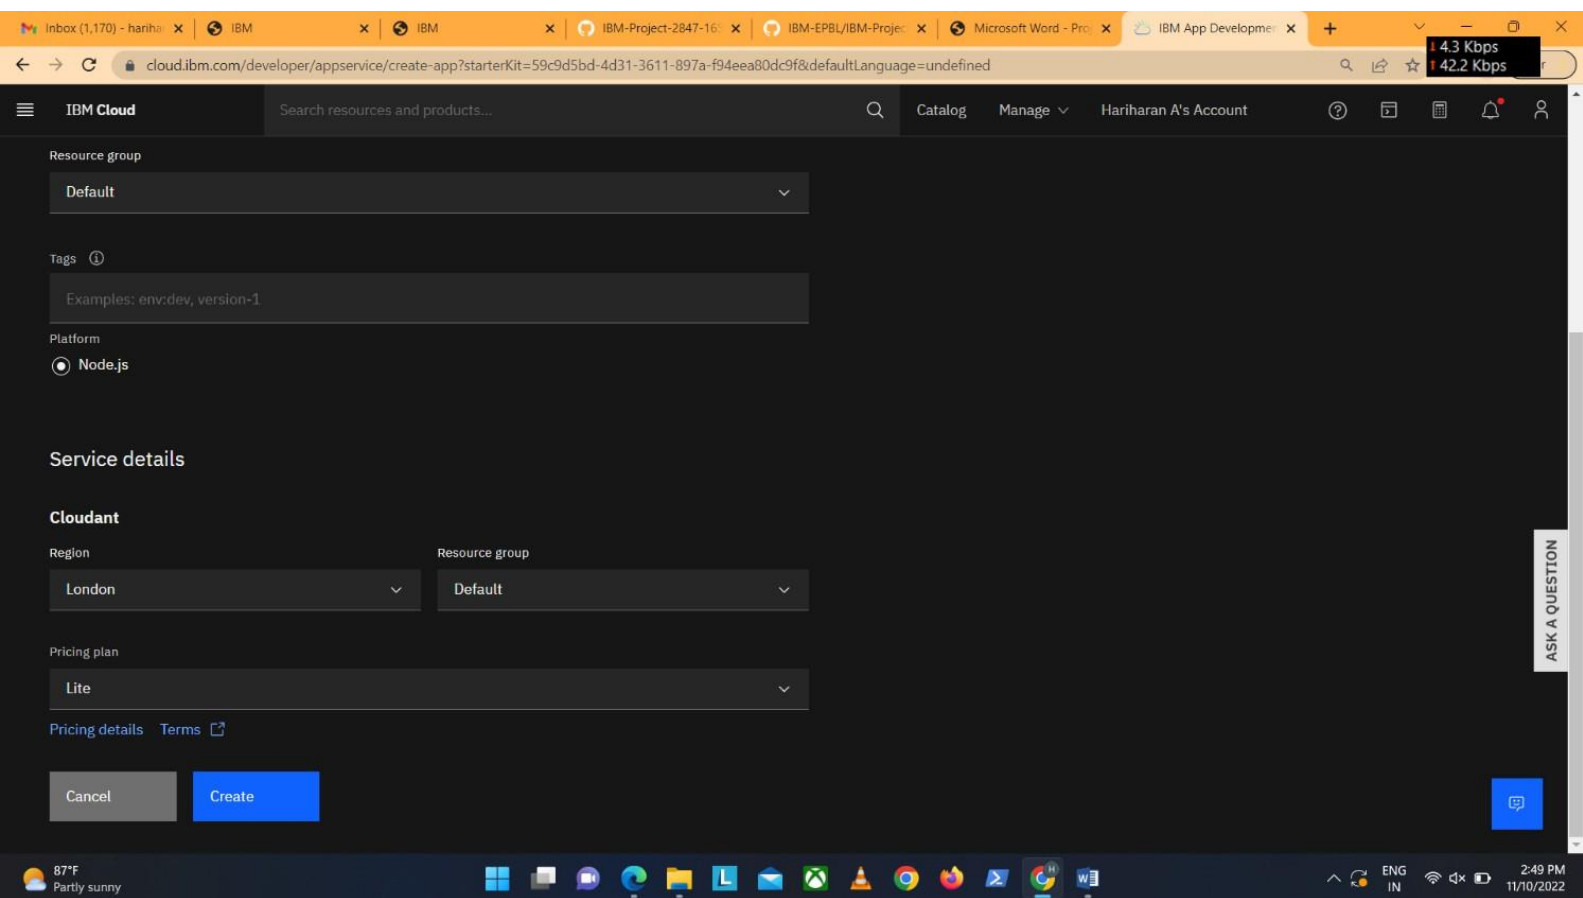 Inbox (1,170) - hariha
IBM
IBM
IBM-Project-2847-16
IBM-EPBL/IBM-Projec
Microsoft Word - Pro
IBM App Developmen
4.3 Kbps
42.2 Kbps
cloud.ibm.com/developer/appservice/create-app?starterKit=59c9d5bd-4d31-3611-897a-f94eea80dc9f&defaultLanguage=undefined
IBM Cloud
Search resources and products...
Catalog
Manage
Hariharan A's Account
Resource group
Default
Tags
Examples: env:dev, version-1
Platform
Node.js
Service details
Cloudant
Region
Resource group
London
Default
Pricing plan
Lite
Pricing details Terms
Cancel
Create
ASK A QUESTION
87°F
Partly sunny
L
H
ENG
IN
2:49 PM
11/10/2022